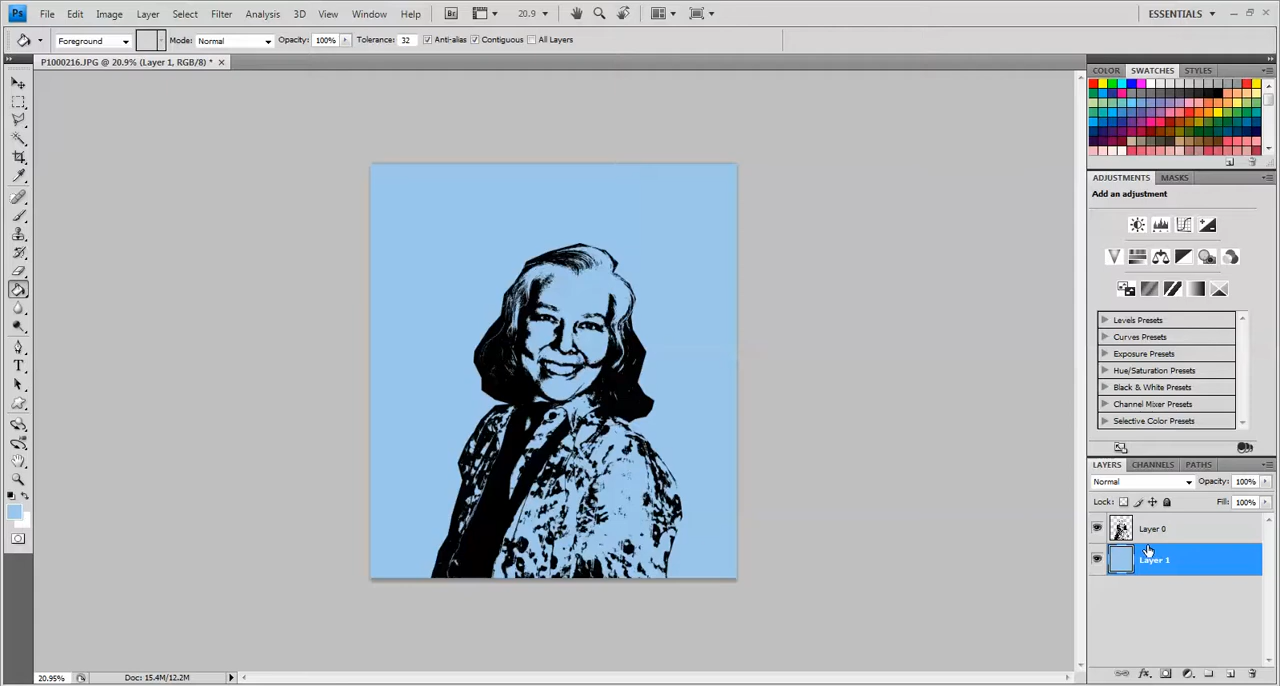 Ps File Edit Image Layer Select Filter Analysis 3D View Window Help Br 20.9 ESSENTIALS
Foreground Mode: Normal Opacity: 100% Tolerance: 32 Anti-alias Contiguous All Layers
P1000216.JPG @ 20.9% (Layer 1, RGB/8) *
COLOR SWATCHES STYLES
ADJUSTMENTS MASKS
Add an adjustment
Levels Presets
Curves Presets
Exposure Presets
Hue/Saturation Presets
Black & White Presets
Channel Mixer Presets
Selective Color Presets
LAYERS CHANNELS PATHS
Normal Opacity: 100%
Lock: Fill: 100%
Layer 0
Layer 1
20.95% Doc: 15.4M/12.2M